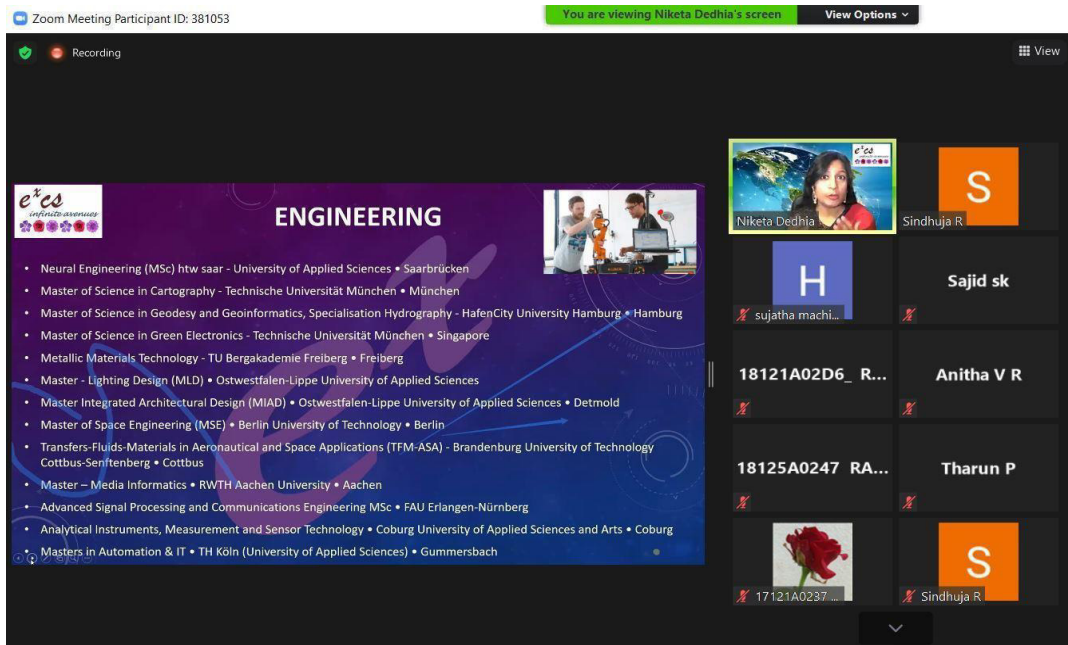 Zoom Meeting Participant ID: 381053
You are viewing Niketa Dedhia's screen
View Options
Recording
View
excs
infinite avenues
ENGINEERING
• Neural Engineering (MSc) htw saar - University of Applied Sciences • Saarbrücken
• Master of Science in Cartography - Technische Universität München • München
• Master of Science in Geodesy and Geoinformatics, Specialisation Hydrography - HafenCity University Hamburg • Hamburg
• Master of Science in Green Electronics - Technische Universität München • Singapore
• Metallic Materials Technology - TU Bergakademie Freiberg • Freiberg
• Master - Lighting Design (MLD) • Ostwestfalen-Lippe University of Applied Sciences
• Master Integrated Architectural Design (MIAD) • Ostwestfalen-Lippe University of Applied Sciences • Detmold
• Master of Space Engineering (MSE) • Berlin University of Technology • Berlin
• Transfers-Fluids-Materials in Aeronautical and Space Applications (TFM-ASA) - Brandenburg University of Technology
Cottbus-Senftenberg • Cottbus
• Master – Media Informatics • RWTH Aachen University • Aachen
• Advanced Signal Processing and Communications Engineering MSc • FAU Erlangen-Nürnberg
• Analytical Instruments, Measurement and Sensor Technology • Coburg University of Applied Sciences and Arts • Coburg
• Masters in Automation & IT • TH Köln (University of Applied Sciences) • Gummersbach
ex
excs
Niketa Dedhia
S
Sindhuja R
H
sujatha machi...
Sajid sk
18121A02D6_ R...
Anitha V R
18125A0247 RA...
Tharun P
17121A0237 ...
S
Sindhuja R